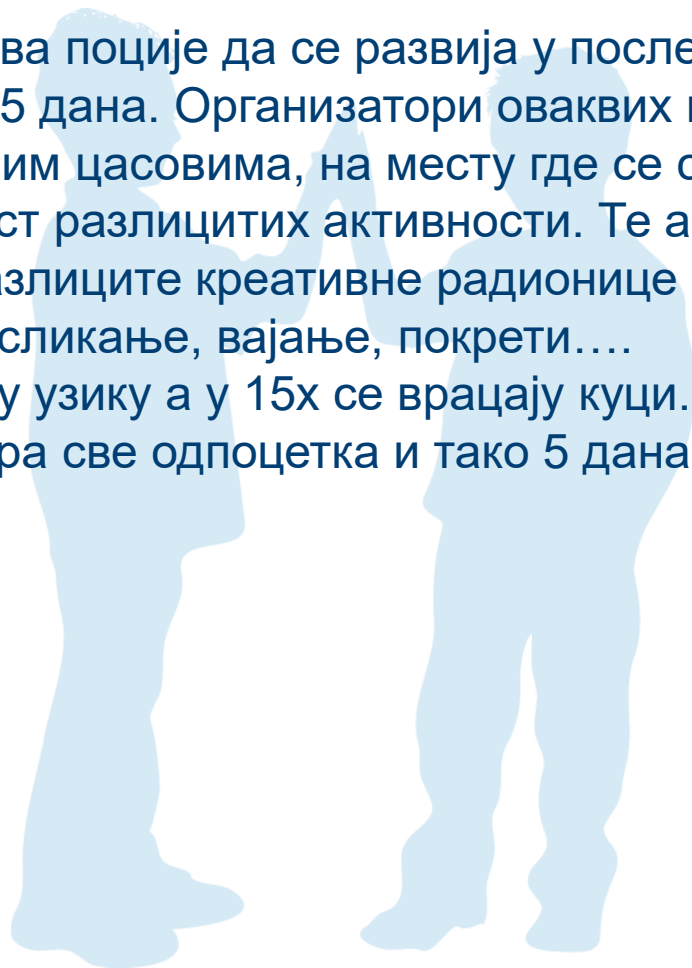 ва поције да се развија у после
5 дана. Организатори оваквих
им цасовима, на месту где се с
ст разлицитих активности. Те а
азлиците креативне радионице
сликање, вајање, покрети….
у узику а у 15х се врацају куци.
ра све одпоцетка и тако 5 дана